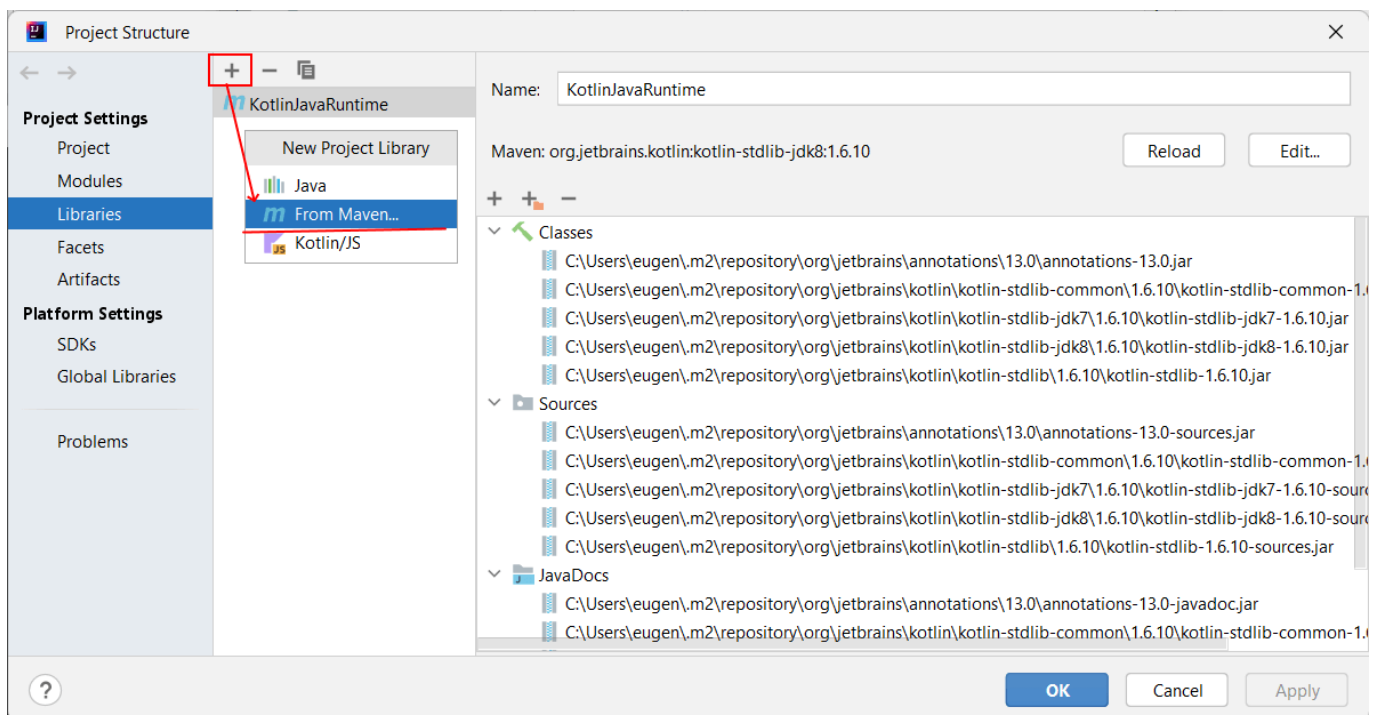 Project Structure
Project Settings
Project
Modules
Libraries
Facets
Artifacts
Platform Settings
SDKs
Global Libraries
Problems
KotlinJavaRuntime
New Project Library
Java
From Maven...
Kotlin/JS
Name: KotlinJavaRuntime
Maven: org.jetbrains.kotlin:kotlin-stdlib-jdk8:1.6.10
Reload Edit...
Classes
C:\Users\eugen\.m2\repository\org\jetbrains\annotations\13.0\annotations-13.0.jar
C:\Users\eugen\.m2\repository\org\jetbrains\kotlin\kotlin-stdlib-common\1.6.10\kotlin-stdlib-common-1.
C:\Users\eugen\.m2\repository\org\jetbrains\kotlin\kotlin-stdlib-jdk7\1.6.10\kotlin-stdlib-jdk7-1.6.10.jar
C:\Users\eugen\.m2\repository\org\jetbrains\kotlin\kotlin-stdlib-jdk8\1.6.10\kotlin-stdlib-jdk8-1.6.10.jar
C:\Users\eugen\.m2\repository\org\jetbrains\kotlin\kotlin-stdlib\1.6.10\kotlin-stdlib-1.6.10.jar
Sources
C:\Users\eugen\.m2\repository\org\jetbrains\annotations\13.0\annotations-13.0-sources.jar
C:\Users\eugen\.m2\repository\org\jetbrains\kotlin\kotlin-stdlib-common\1.6.10\kotlin-stdlib-common-1.
C:\Users\eugen\.m2\repository\org\jetbrains\kotlin\kotlin-stdlib-jdk7\1.6.10\kotlin-stdlib-jdk7-1.6.10-sour
C:\Users\eugen\.m2\repository\org\jetbrains\kotlin\kotlin-stdlib-jdk8\1.6.10\kotlin-stdlib-jdk8-1.6.10-sour
C:\Users\eugen\.m2\repository\org\jetbrains\kotlin\kotlin-stdlib\1.6.10\kotlin-stdlib-1.6.10-sources.jar
JavaDocs
C:\Users\eugen\.m2\repository\org\jetbrains\annotations\13.0\annotations-13.0-javadoc.jar
C:\Users\eugen\.m2\repository\org\jetbrains\kotlin\kotlin-stdlib-common\1.6.10\kotlin-stdlib-common-1.
? OK Cancel Apply